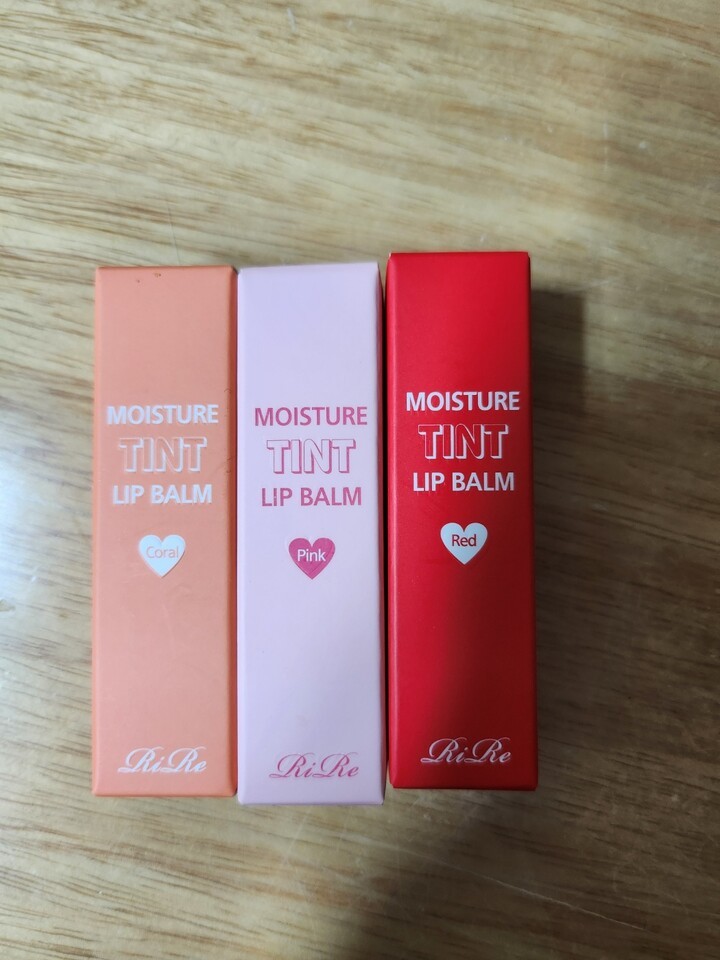 MOISTURE
TINT
LIP BALM
Coral
RiRe
MOISTURE
TINT
LIP BALM
Pink
RiRe
MOISTURE
TINT
LIP BALM
Red
RiRe